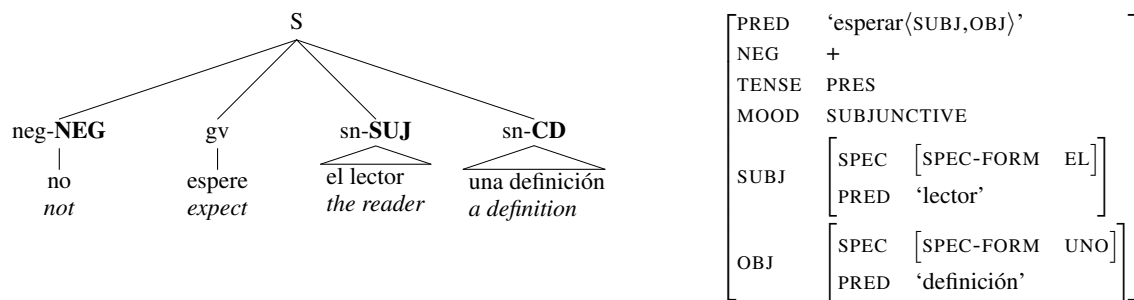 S
neg-NEG gv sn-SUJ sn-CD
no espere el lector una definición
not expect the reader a definition
PRED ‘esperar⟨SUBJ,OBJ⟩’
NEG +
TENSE PRES
MOOD SUBJUNCTIVE
SUBJ [SPEC [SPEC-FORM EL]
PRED ‘lector’]
OBJ [SPEC [SPEC-FORM UNO]
PRED ‘definición’]